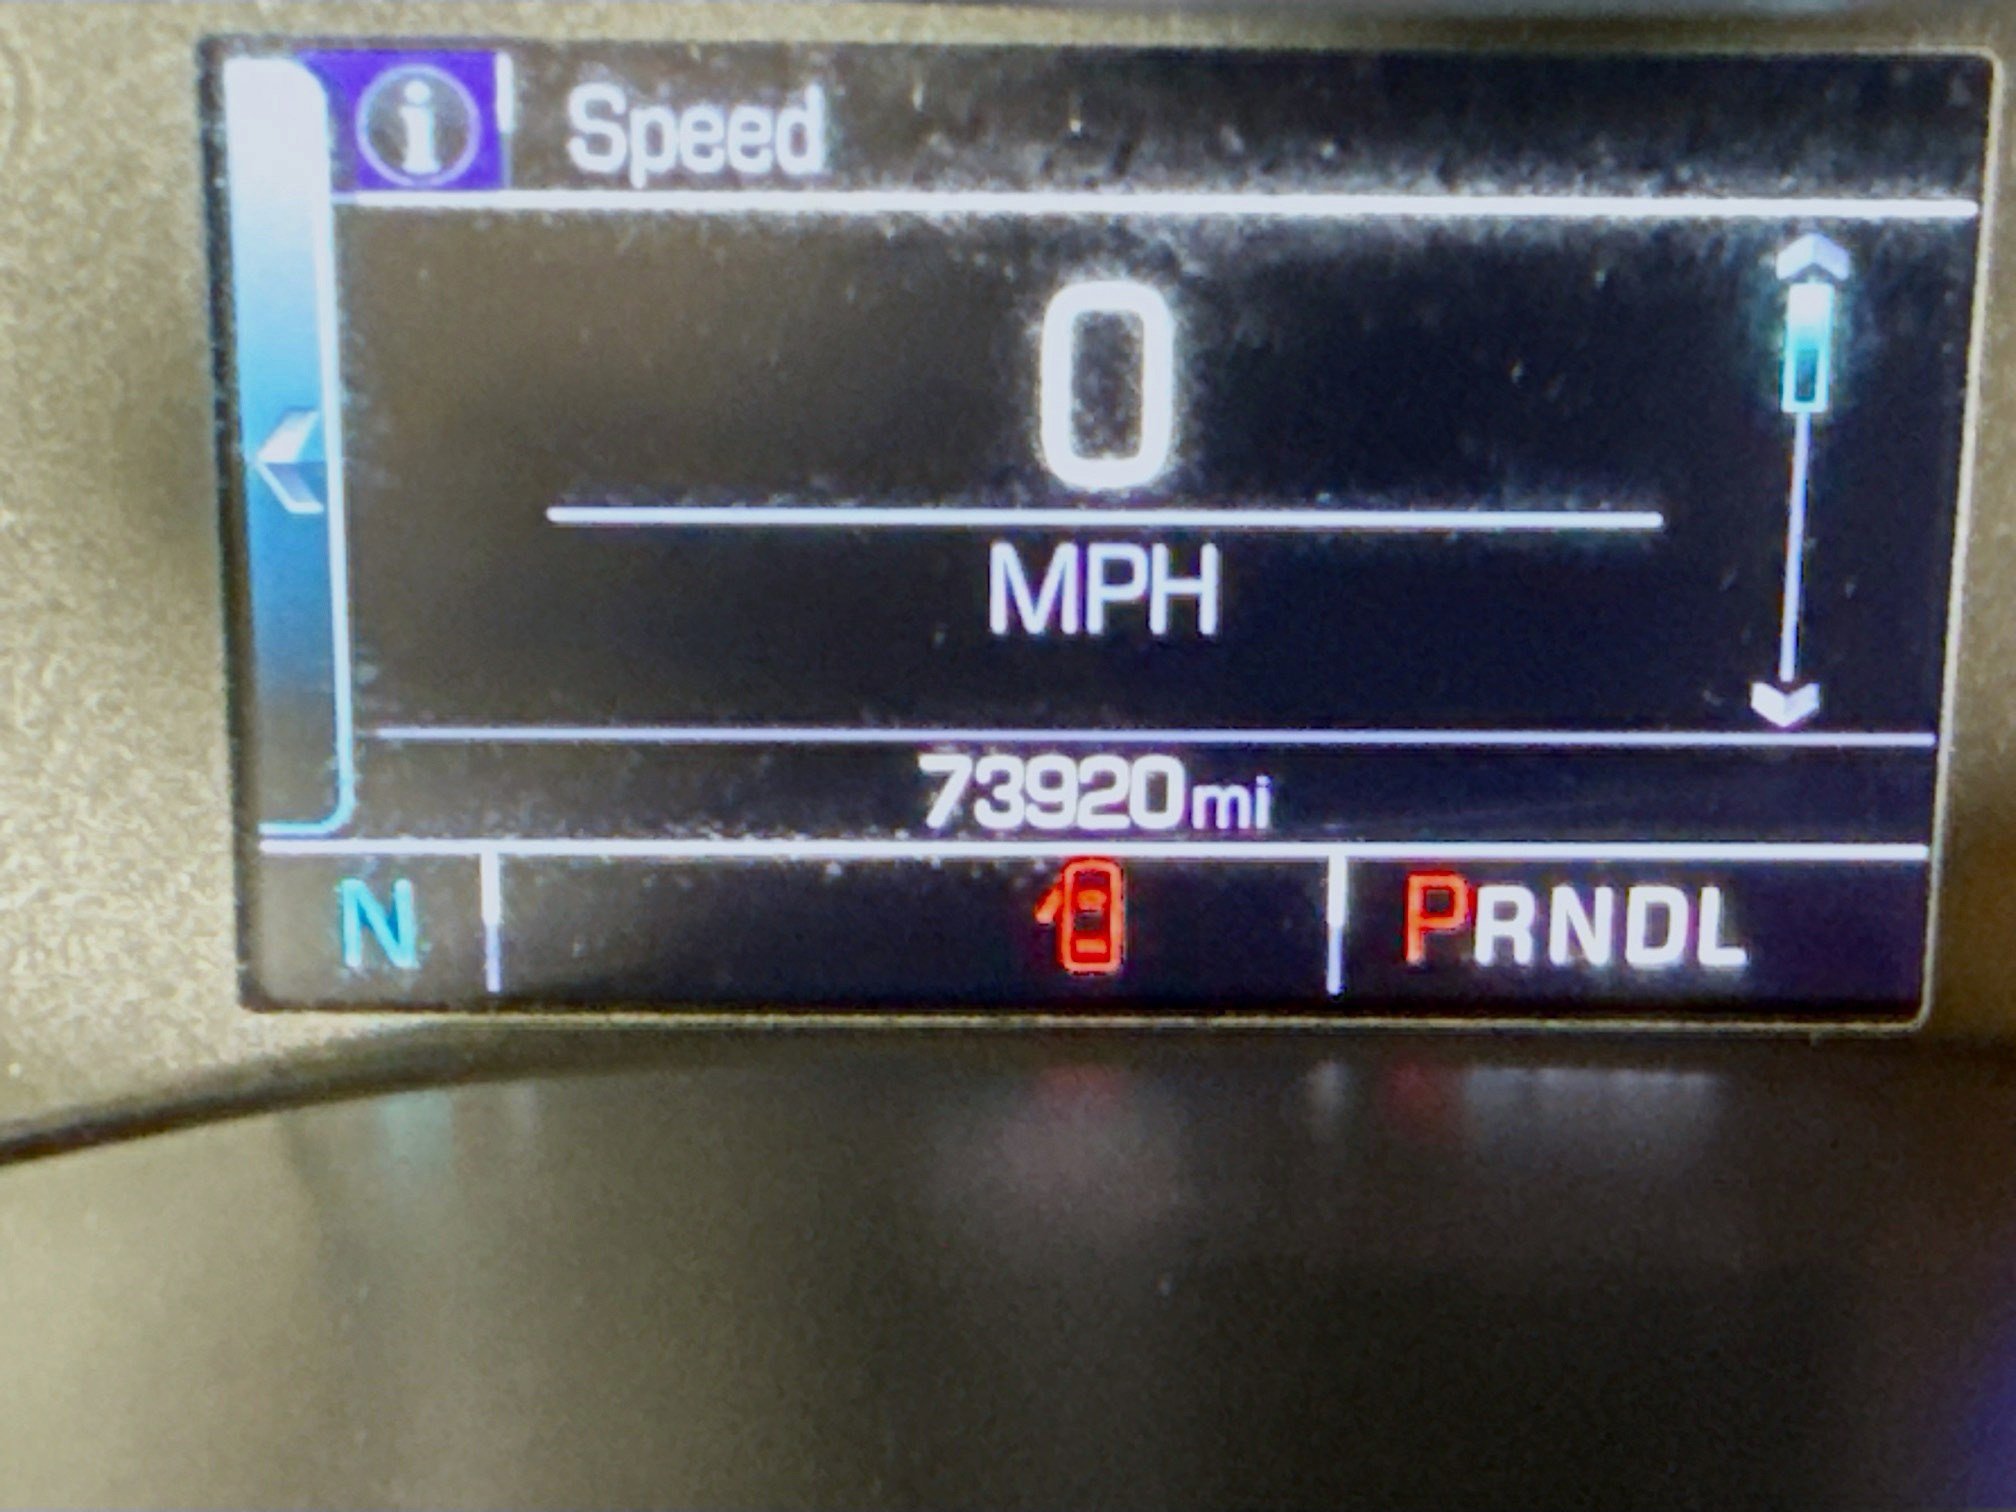 i Speed
0
MPH
73920mi
N PRNDL